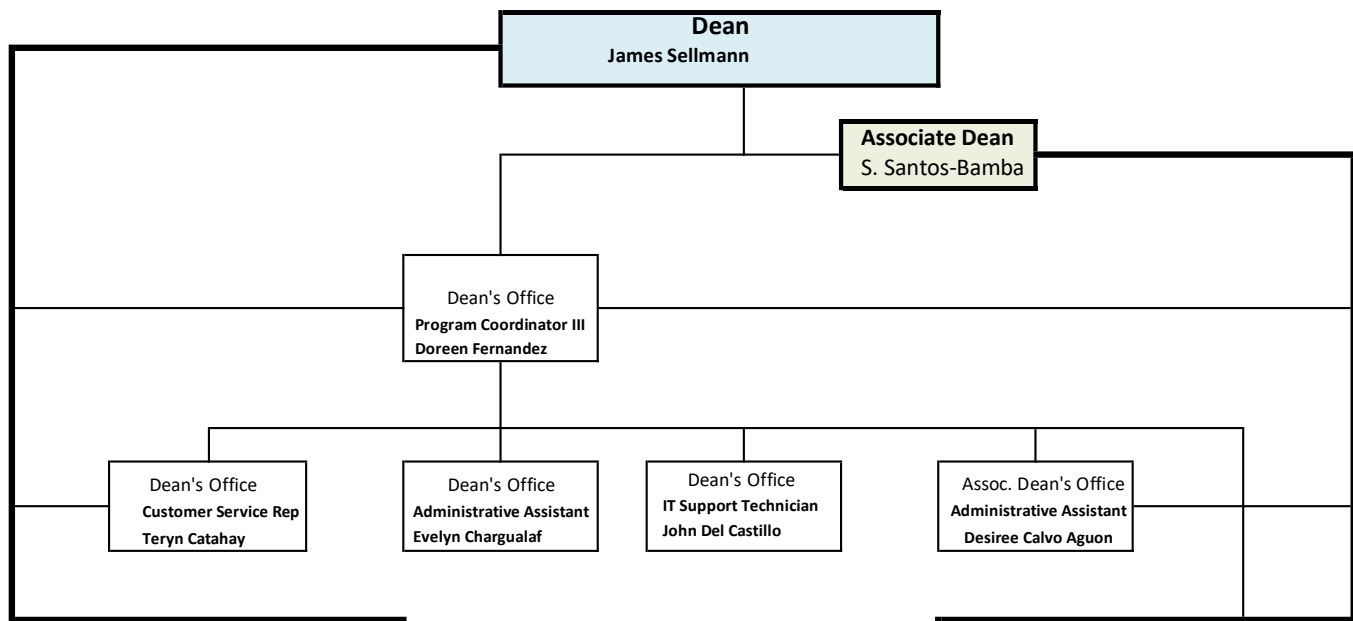 Dean
James Sellmann
Associate Dean
S. Santos-Bamba
Dean's Office
Program Coordinator III
Doreen Fernandez
Dean's Office
Customer Service Rep
Teryn Catahay
Dean's Office
Administrative Assistant
Evelyn Chargualaf
Dean's Office
IT Support Technician
John Del Castillo
Assoc. Dean's Office
Administrative Assistant
Desiree Calvo Aguon